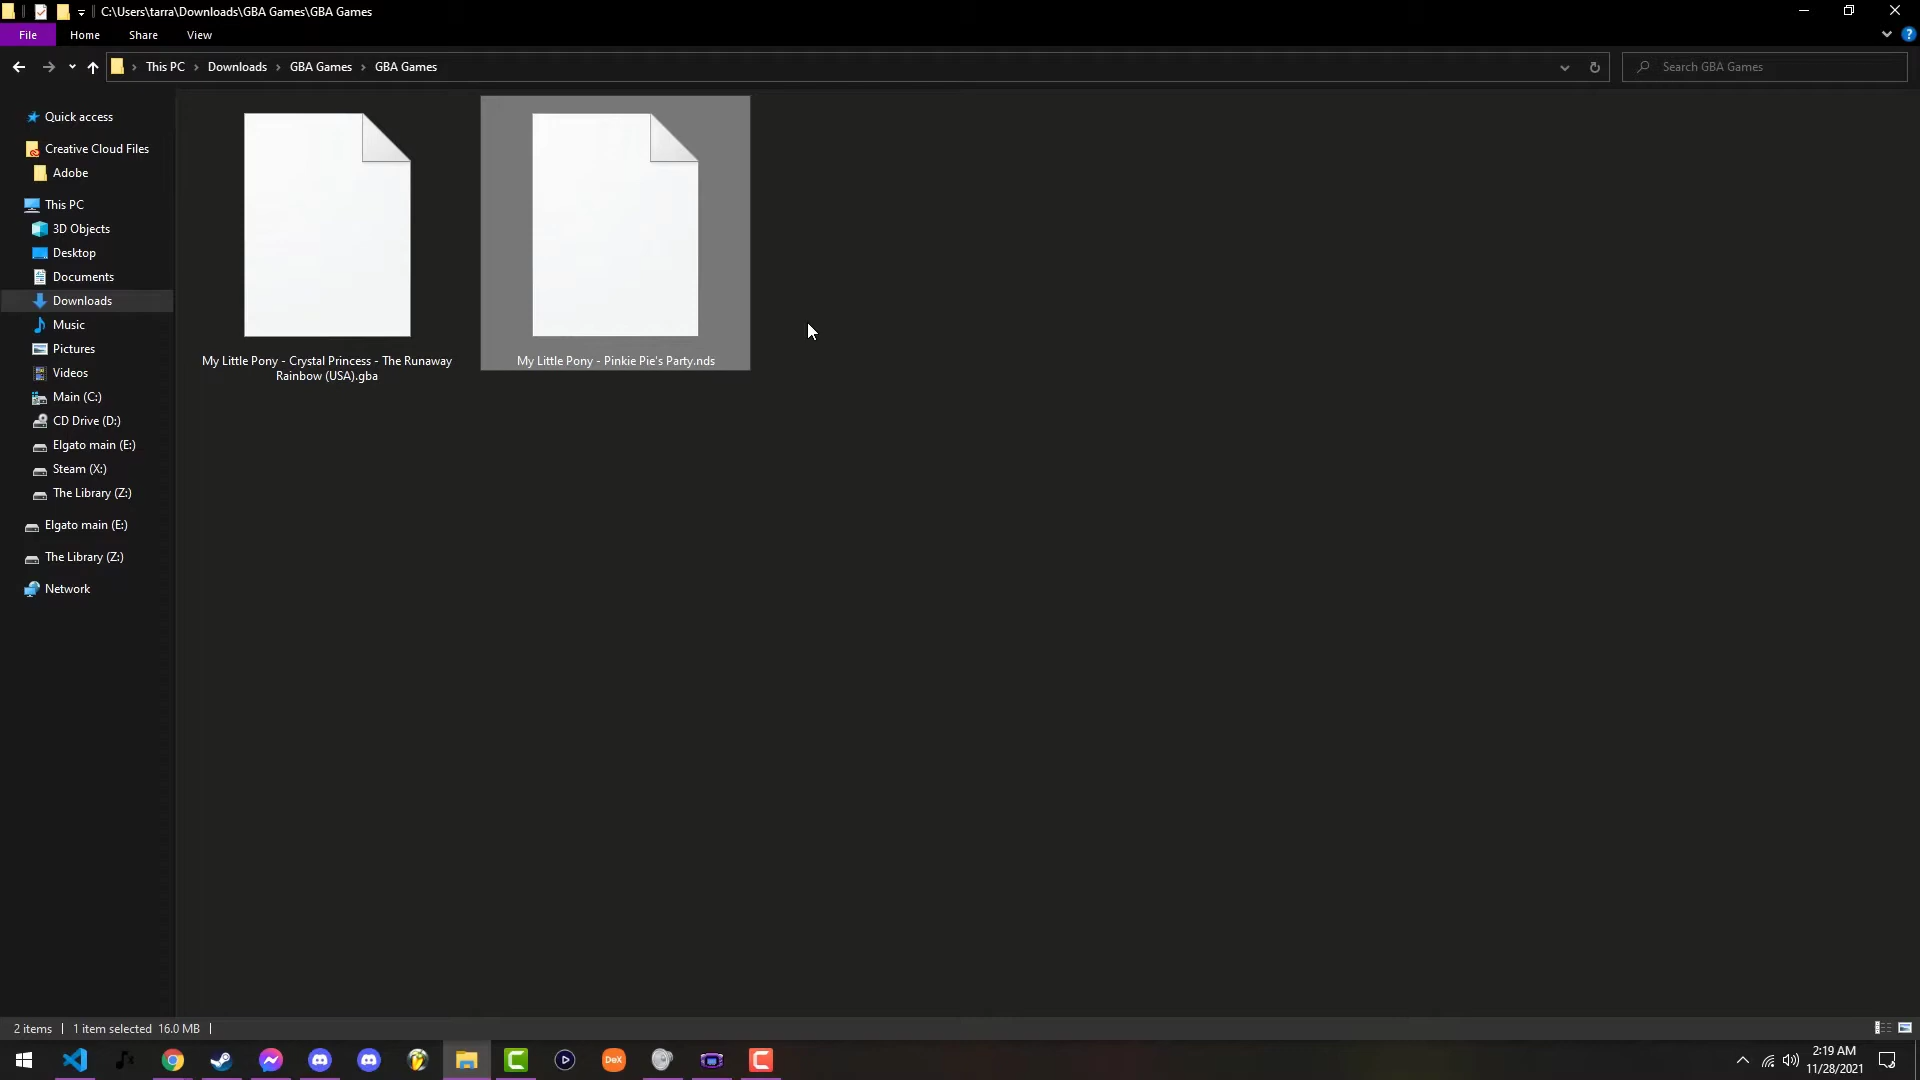 C:\Users\tarra\Downloads\GBA Games\GBA Games
File Home Share View
This PC Downloads GBA Games GBA Games
Search GBA Games
Quick access
Creative Cloud Files
Adobe
This PC
3D Objects
Desktop
Documents
Downloads
Music
Pictures
Videos
Main (C:)
CD Drive (D:)
Elgato main (E:)
Steam (X:)
The Library (Z:)
Elgato main (E:)
The Library (Z:)
Network
My Little Pony - Crystal Princess - The Runaway
Rainbow (USA).gba
My Little Pony - Pinkie Pie's Party.nds
2 items 1 item selected 16.0 MB
DeX
2:19 AM
11/28/2021